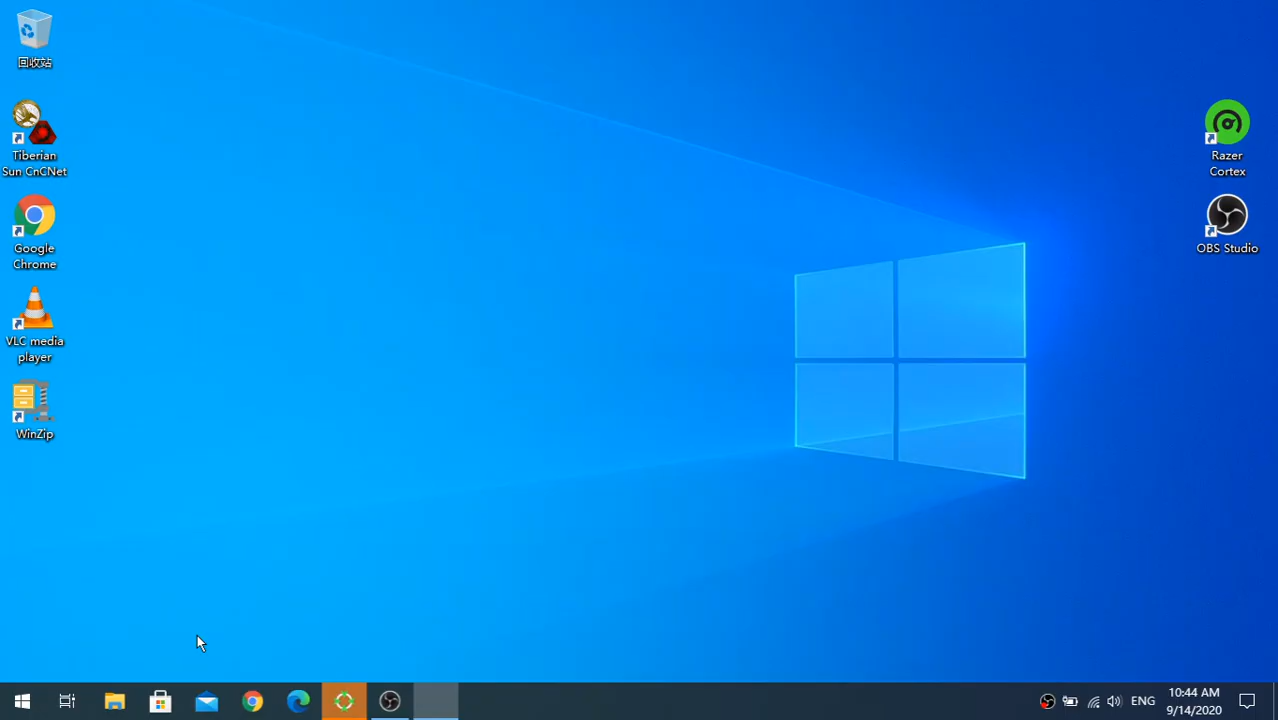 回收站
Tiberian
Sun CnCNet
Google
Chrome
VLC media
player
WinZip
Razer
Cortex
OBS Studio
ENG
10:44 AM
9/14/2020